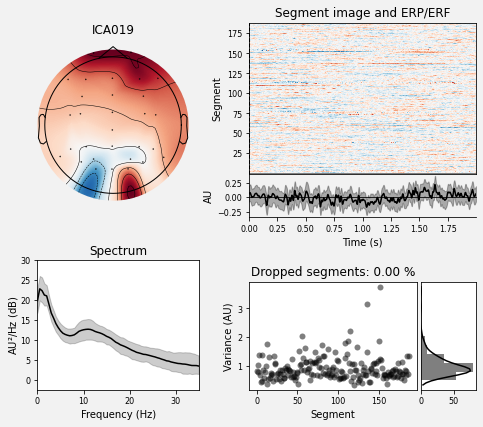 ICA019
Segment image and ERP/ERF
Segment
175
150
125
100
75
50
25
AU
0.25
0.00
−0.25
0.00 0.25 0.50 0.75 1.00 1.25 1.50 1.75
Time (s)
Spectrum
AU²/Hz (dB)
30
25
20
15
10
5
0
0 10 20 30
Frequency (Hz)
Dropped segments: 0.00 %
Variance (AU)
3
2
1
0 50 100 150
Segment
0 50